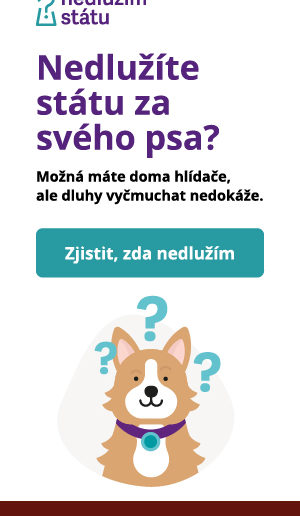 nedlužím
státu
Nedlužíte
státu za
svého psa?
Možná máte doma hlídače,
ale dluhy vyčmuchat nedokáže.
Zjistit, zda nedlužím
? ? ?